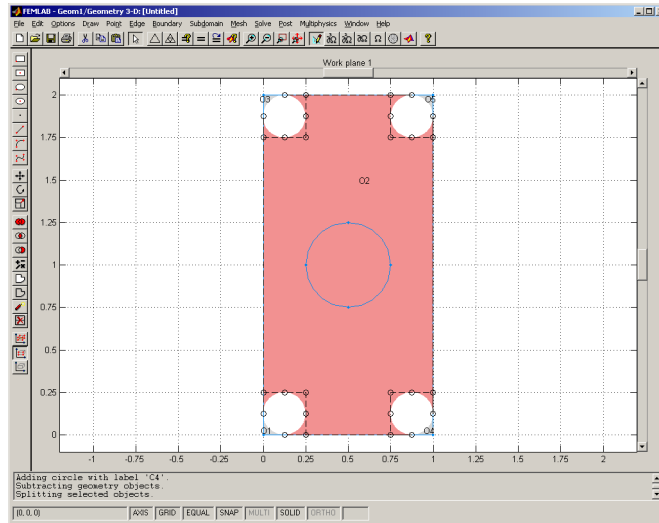 FEMLAB - Geom1/Geometry 3-D: [Untitled]
File Edit Options Draw Point Edge Boundary Subdomain Mesh Solve Post Multiphysics Window Help
Work plane 1
2
1.75
1.5
1.25
1
0.75
0.5
0.25
0
O3
O5
O2
O1
O4
-1 -0.75 -0.5 -0.25 0 0.25 0.5 0.75 1 1.25 1.5 1.75 2
Adding circle with label 'C4'.
Subtracting geometry objects.
Splitting selected objects.
(0, 0, 0) AXIS GRID EQUAL SNAP MULTI SOLID ORTHO